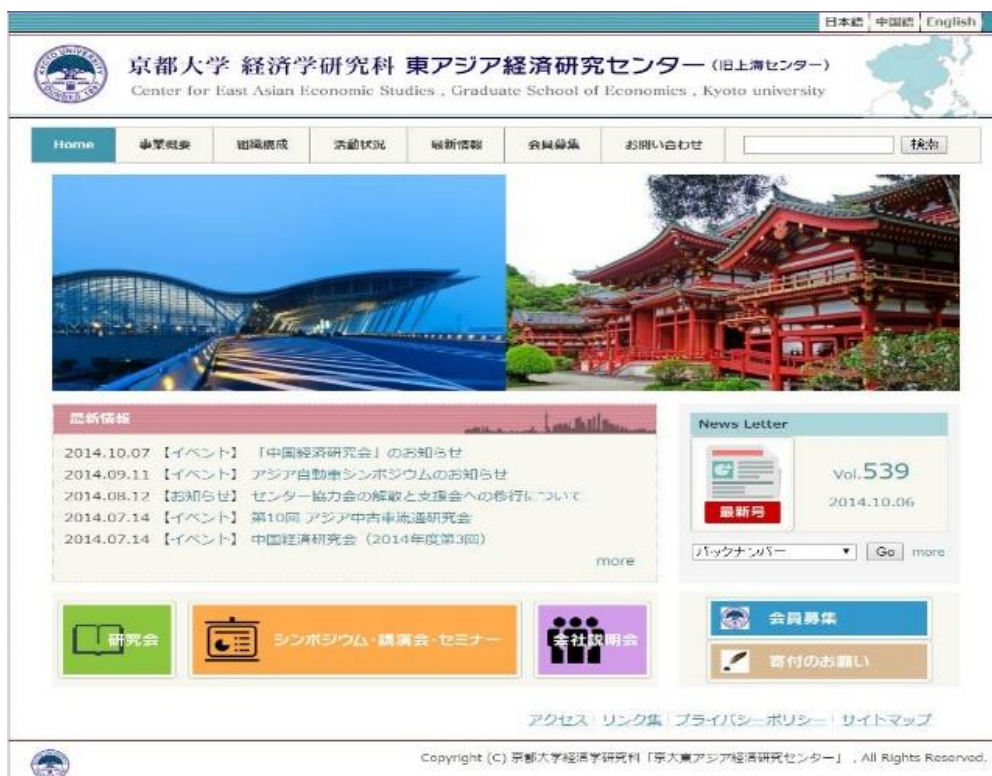 日本語 中国語 English
京都大学 経済学研究科 東アジア経済研究センター (旧上海センター)
Center for East Asian Economic Studies , Graduate School of Economics , Kyoto university
Home 事業概要 組織構成 活動状況 最新情報 会員募集 お問い合わせ 検索
最新情報
2014.10.07 【イベント】 「中国経済研究会」のお知らせ
2014.09.11 【イベント】 アジア自動車シンポジウムのお知らせ
2014.08.12 【お知らせ】 センター協力会の解散と支援会への移行について
2014.07.14 【イベント】 第10回 アジア中古車流通研究会
2014.07.14 【イベント】 中国経済研究会（2014年度第3回）
more
News Letter
最新号
Vol.539
2014.10.06
バックナンバー Go more
研究会 シンポジウム・講演会・セミナー 会社説明会
会員募集
寄付のお願い
アクセス リンク集 プライバシーポリシー サイトマップ
Copyright (C) 京都大学経済学研究科「京大東アジア経済研究センター」 , All Rights Reserved.